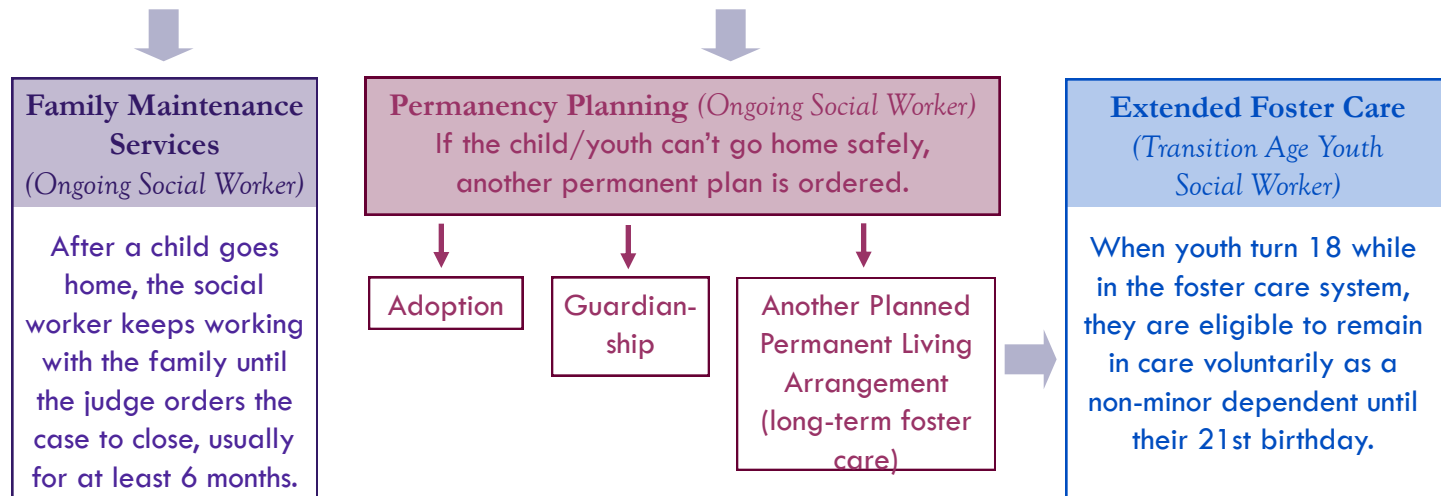 Family Maintenance
Services
(Ongoing Social Worker)
After a child goes
home, the social
worker keeps working
with the family until
the judge orders the
case to close, usually
for at least 6 months.
Permanency Planning (Ongoing Social Worker)
If the child/youth can’t go home safely,
another permanent plan is ordered.
Adoption
Guardian-
ship
Another Planned
Permanent Living
Arrangement
(long-term foster
care)
Extended Foster Care
(Transition Age Youth
Social Worker)
When youth turn 18 while
in the foster care system,
they are eligible to remain
in care voluntarily as a
non-minor dependent until
their 21st birthday.